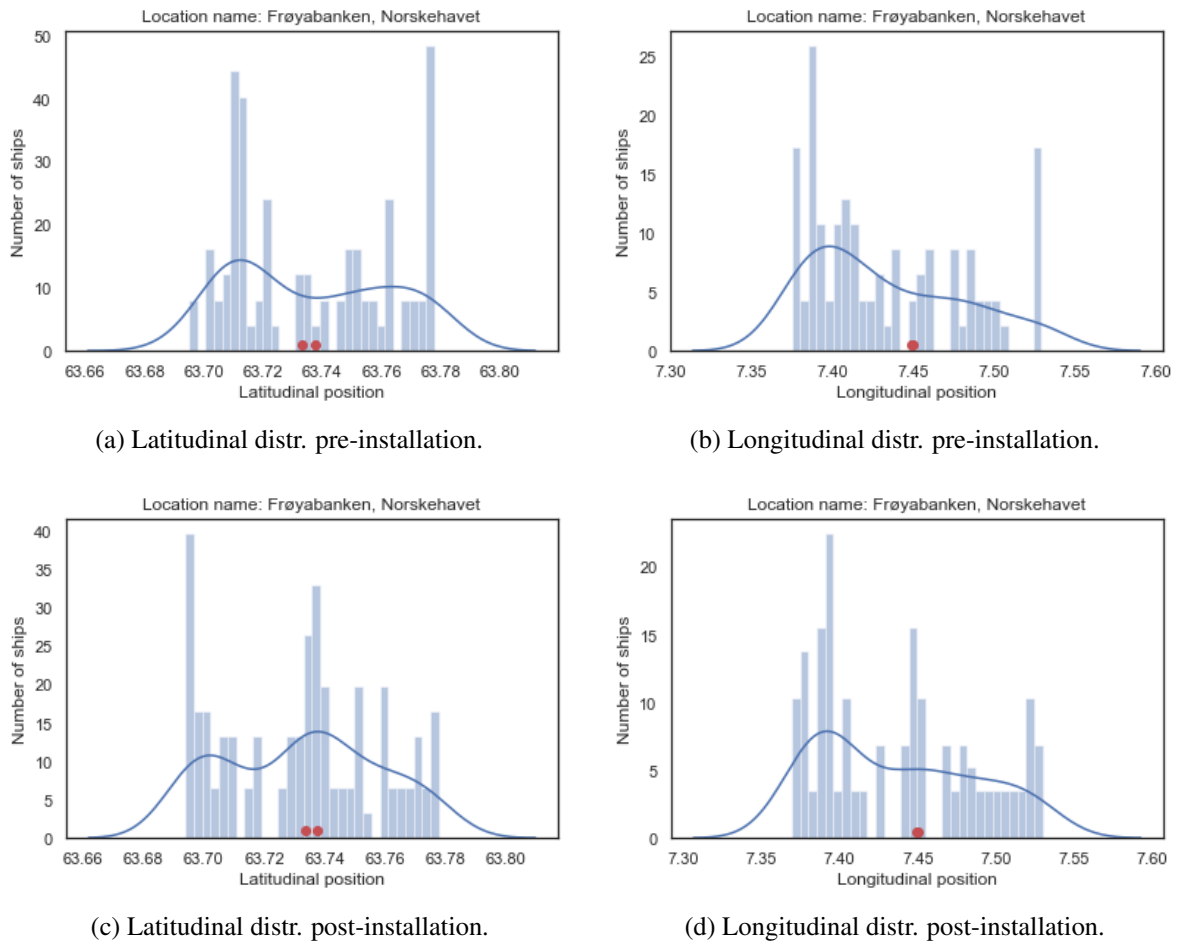 Location name: Frøyabanken, Norskehavet
Number of ships
50
40
30
20
10
0
63.66 63.68 63.70 63.72 63.74 63.76 63.78 63.80
Latitudinal position
(a) Latitudinal distr. pre-installation.
Location name: Frøyabanken, Norskehavet
Number of ships
25
20
15
10
5
0
7.30 7.35 7.40 7.45 7.50 7.55 7.60
Longitudinal position
(b) Longitudinal distr. pre-installation.
Location name: Frøyabanken, Norskehavet
Number of ships
40
35
30
25
20
15
10
5
0
63.66 63.68 63.70 63.72 63.74 63.76 63.78 63.80
Latitudinal position
(c) Latitudinal distr. post-installation.
Location name: Frøyabanken, Norskehavet
Number of ships
20
15
10
5
0
7.30 7.35 7.40 7.45 7.50 7.55 7.60
Longitudinal position
(d) Longitudinal distr. post-installation.